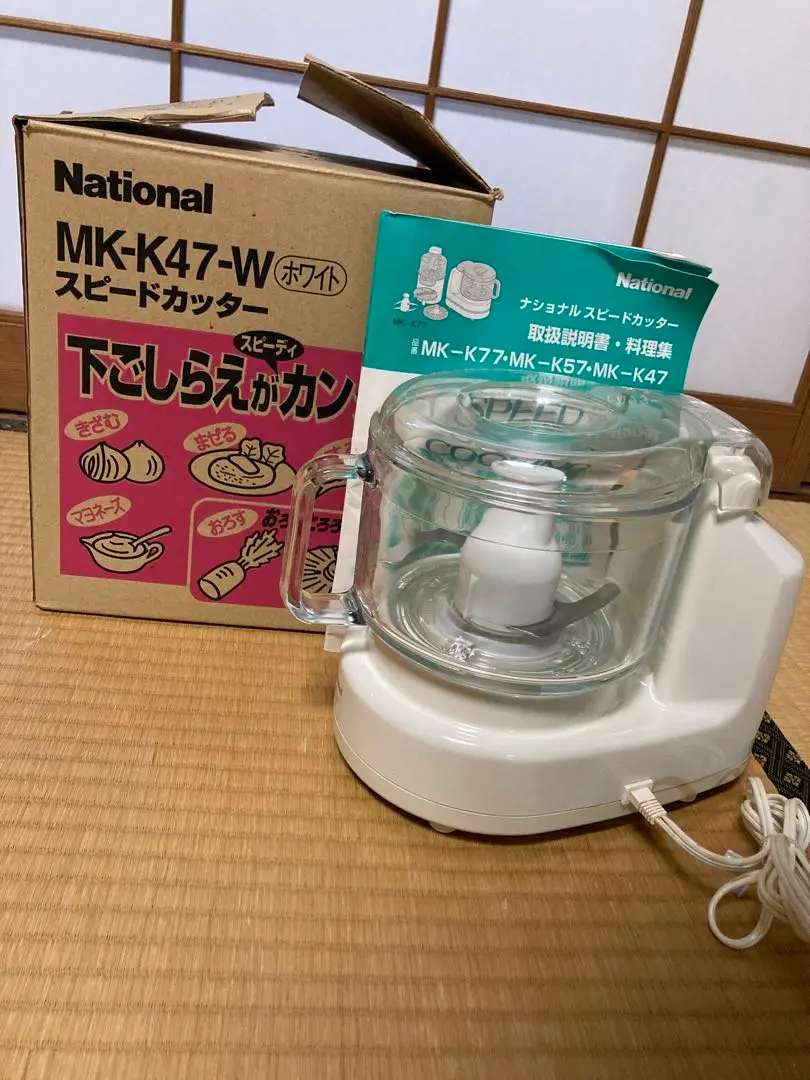 National
MK-K47-W ホワイト
スピードカッター
スピーディ
下ごしらえがカン
きざむ
まぜる
マヨネーズ
おろす
National
ナショナル スピードカッター
取扱説明書・料理集
MK-K77
品番 MK-K77・MK-K57・MK-K47
SPEED